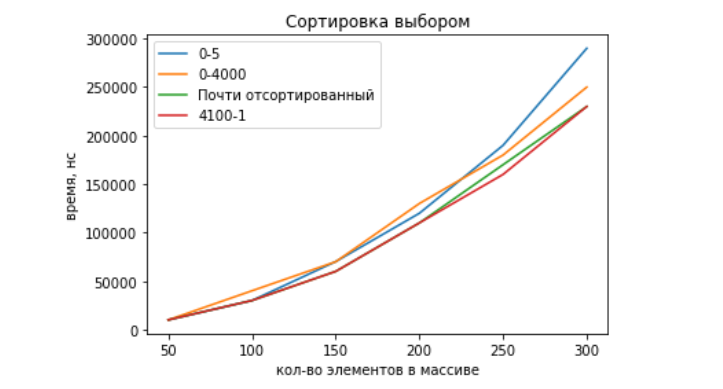 Сортировка выбором
300000
250000
200000
150000
100000
50000
0
время, нс
0-5
0-4000
Почти отсортированный
4100-1
50 100 150 200 250 300
кол-во элементов в массиве